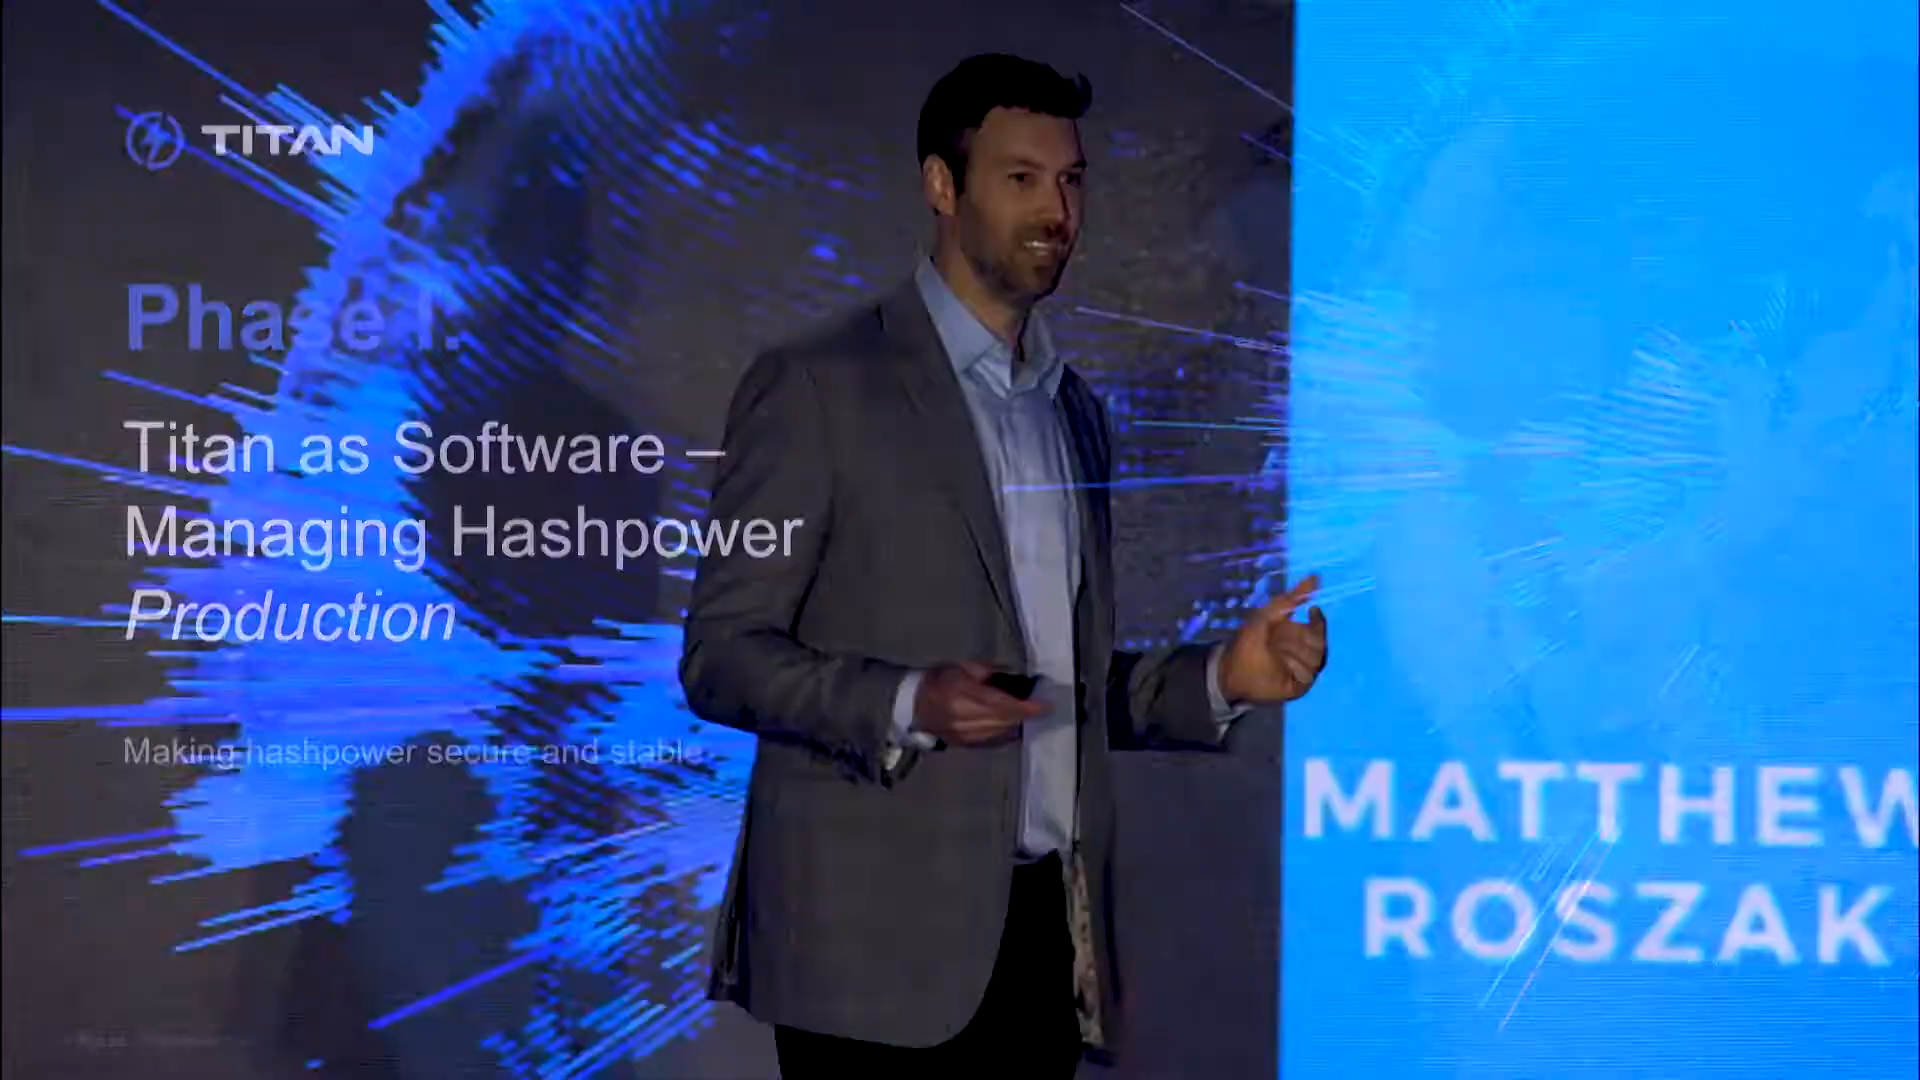 TITAN
Phase I.
Titan as Software –
Managing Hashpower
Production
Making hashpower secure and stable
MATTHEW
ROSZAK